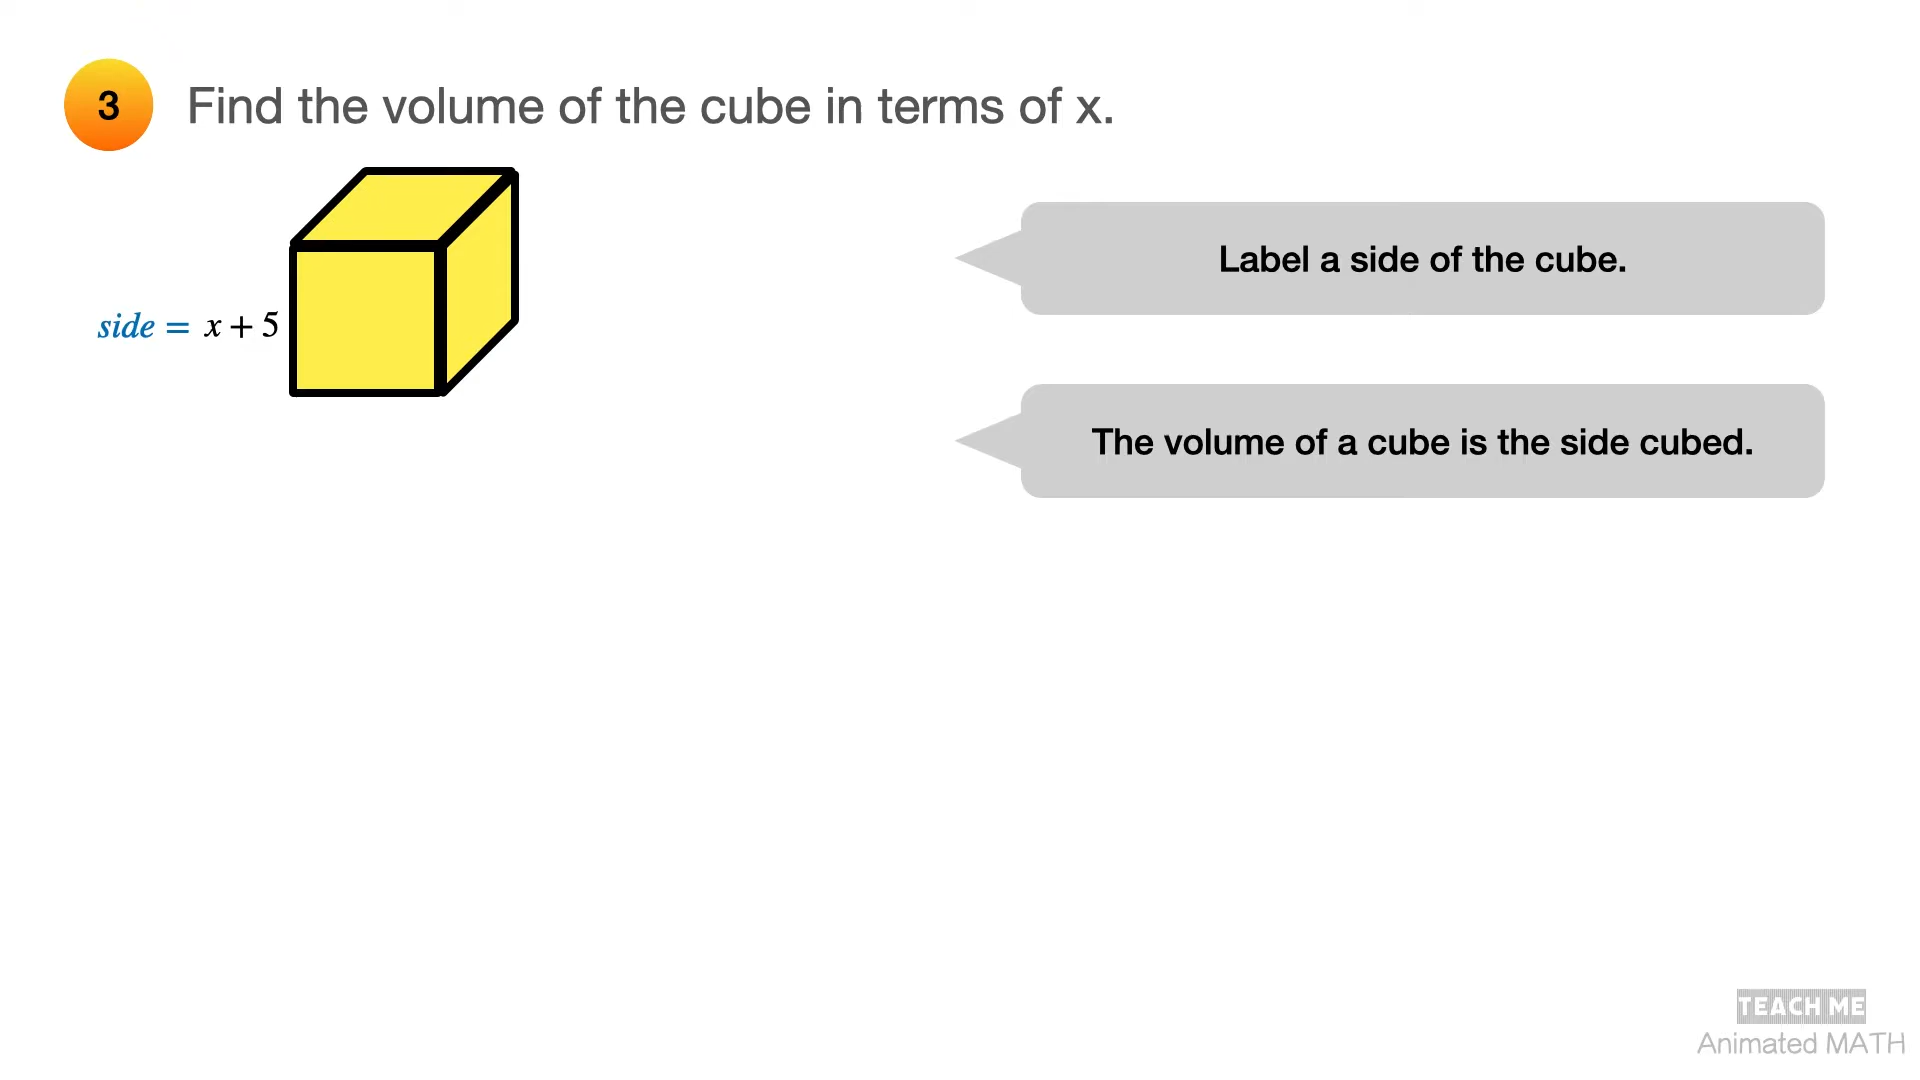 3 Find the volume of the cube in terms of x.
Label a side of the cube.
side = x + 5
The volume of a cube is the side cubed.
TEACH ME
Animated MATH